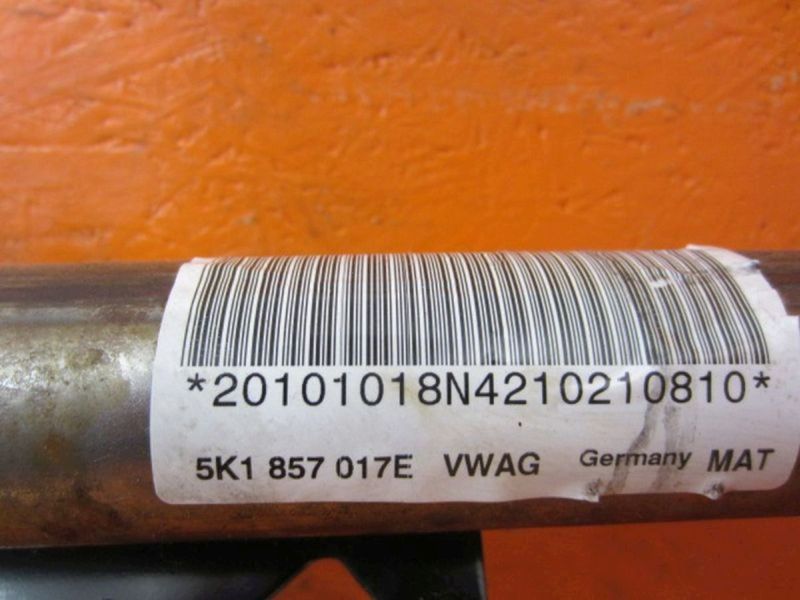 *20101018N4210210810*
5K1 857 017E VWAG Germany MAT